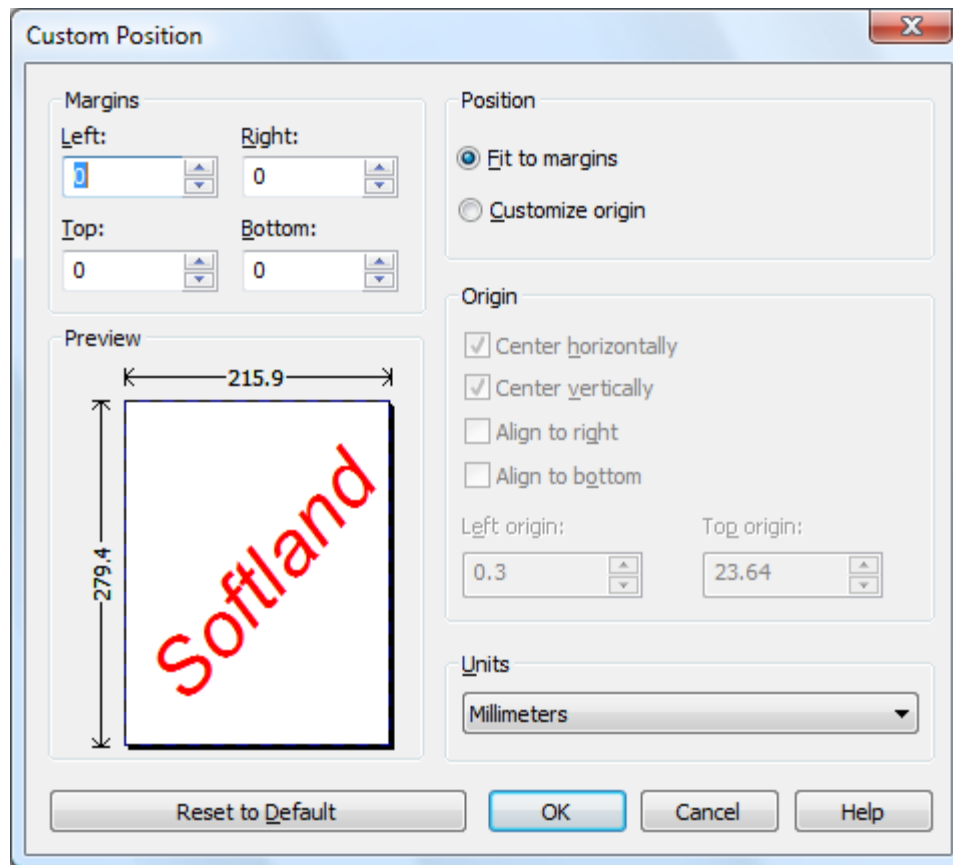 Custom Position
Margins
Left: Right:
0 0
Top: Bottom:
0 0
Preview
215.9
279.4
Softland
Position
Fit to margins
Customize origin
Origin
Center horizontally
Center vertically
Align to right
Align to bottom
Left origin: Top origin:
0.3 23.64
Units
Millimeters
Reset to Default OK Cancel Help